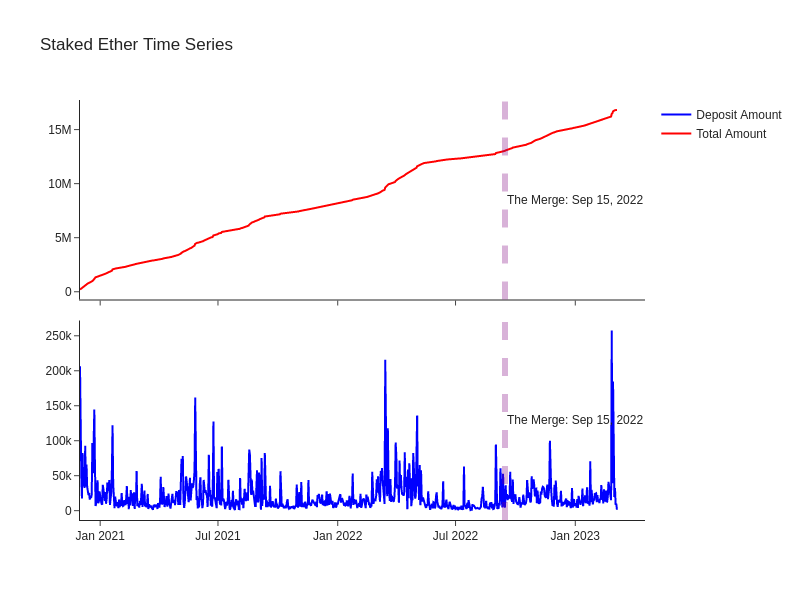 Staked Ether Time Series
Deposit Amount
Total Amount
15M
10M
5M
0
The Merge: Sep 15, 2022
250k
200k
150k
100k
50k
0
The Merge: Sep 15, 2022
Jan 2021
Jul 2021
Jan 2022
Jul 2022
Jan 2023